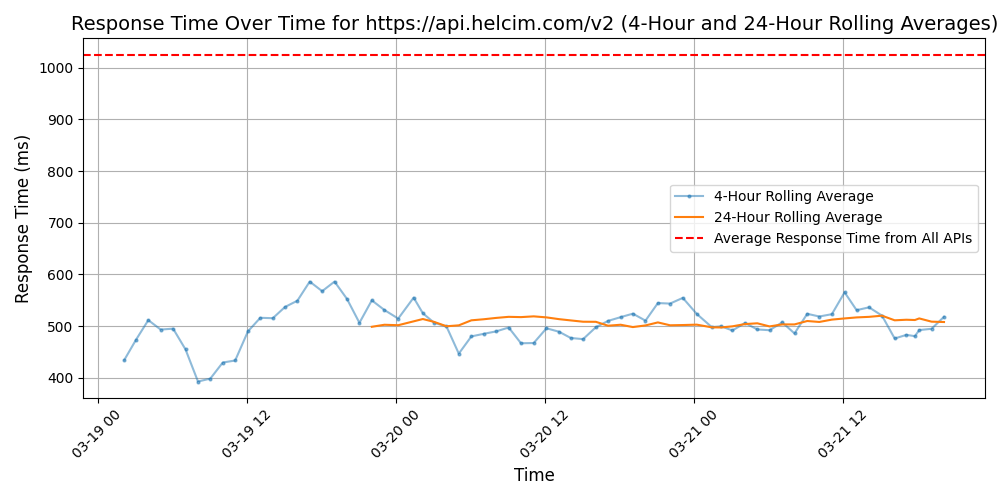 Response Time Over Time for https://api.helcim.com/v2 (4-Hour and 24-Hour Rolling Averages)
Response Time (ms)
1000
900
800
700
600
500
400
4-Hour Rolling Average
24-Hour Rolling Average
Average Response Time from All APIs
03-19 00
03-19 12
03-20 00
03-20 12
03-21 00
03-21 12
Time